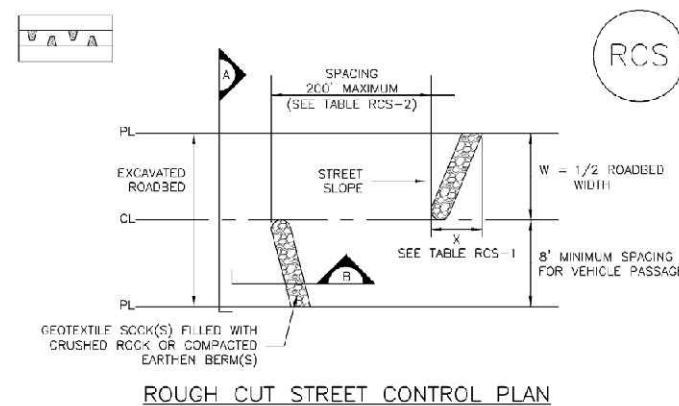 RCS
A
SPACING
200' MAXIMUM
(SEE TABLE RCS-2)
PL
EXCAVATED
ROADBED
STREET
SLOPE
W = 1/2 ROADBED
WIDTH
CL
X
SEE TABLE RCS-1
8' MINIMUM SPACING
FOR VEHICLE PASSAGE
B
PL
GEOTEXTILE SOCK(S) FILLED WITH
CRUSHED ROCK OR COMPACTED
EARTHEN BERM(S)
ROUGH CUT STREET CONTROL PLAN